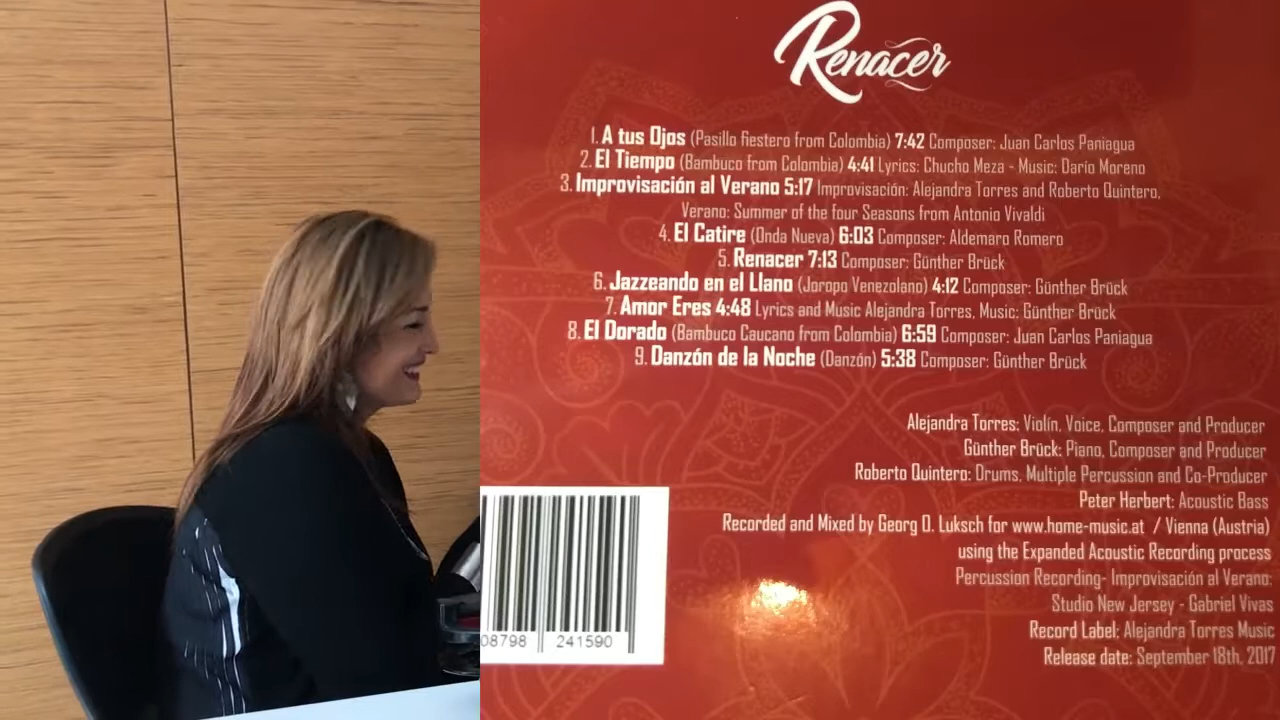 Renacer
1. A tus Ojos (Pasillo fiestero from Colombia) 7:42 Composer: Juan Carlos Paniagua
2. El Tiempo (Bambuco from Colombia) 4:41 Lyrics: Chucho Meza - Music: Darío Moreno
3. Improvisación al Verano 5:17 Improvisación: Alejandra Torres and Roberto Quintero,
Verano: Summer of the four Seasons from Antonio Vivaldi
4. El Catire (Onda Nueva) 6:03 Composer: Aldemaro Romero
5. Renacer 7:13 Composer: Günther Brück
6. Jazzeando en el Llano (Joropo Venezolano) 4:12 Composer: Günther Brück
7. Amor Eres 4:48 Lyrics and Music Alejandra Torres, Music: Günther Brück
8. El Dorado (Bambuco Caucano from Colombia) 6:59 Composer: Juan Carlos Paniagua
9. Danzón de la Noche (Danzón) 5:38 Composer: Günther Brück
Alejandra Torres: Violín, Voice, Composer and Producer
Günther Brück: Piano, Composer and Producer
Roberto Quintero: Drums, Multiple Percussion and Co-Producer
Peter Herbert: Acoustic Bass
Recorded and Mixed by Georg O. Luksch for www.home-music.at / Vienna (Austria)
using the Expanded Acoustic Recording process
Percussion Recording- Improvisación al Verano:
Studio New Jersey - Gabriel Vivas
Record Label: Alejandra Torres Music
Release date: September 18th, 2017
08798 241590